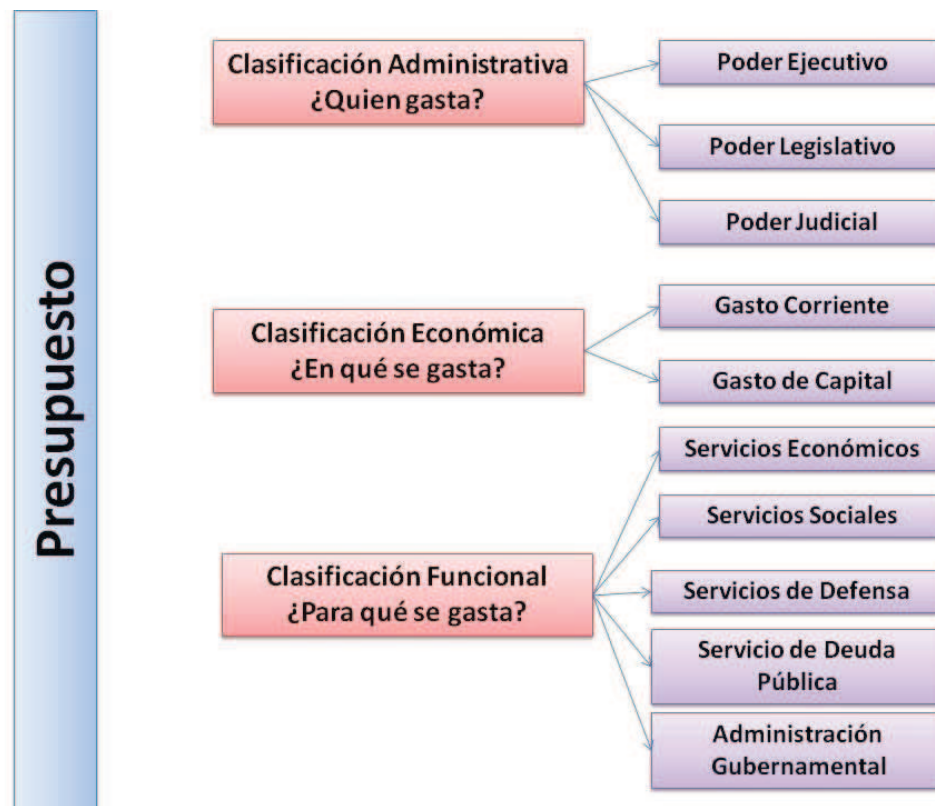 Presupuesto
Clasificación Administrativa
¿Quien gasta?
Poder Ejecutivo
Poder Legislativo
Poder Judicial
Clasificación Económica
¿En qué se gasta?
Gasto Corriente
Gasto de Capital
Clasificación Funcional
¿Para qué se gasta?
Servicios Económicos
Servicios Sociales
Servicios de Defensa
Servicio de Deuda
Pública
Administración
Gubernamental